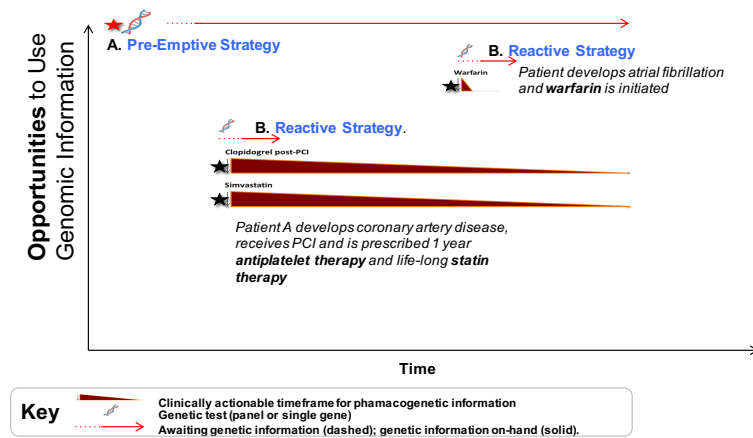 A. Pre-Emptive Strategy
B. Reactive Strategy
Warfarin
Patient develops atrial fibrillation
and warfarin is initiated
B. Reactive Strategy.
Clopidogrel post-PCI
Simvastatin
Patient A develops coronary artery disease,
receives PCI and is prescribed 1 year
antiplatelet therapy and life-long statin
therapy
Opportunities to Use
Genomic Information
Time
Key
Clinically actionable timeframe for phamacogenetic information
Genetic test (panel or single gene)
Awaiting genetic information (dashed); genetic information on-hand (solid).